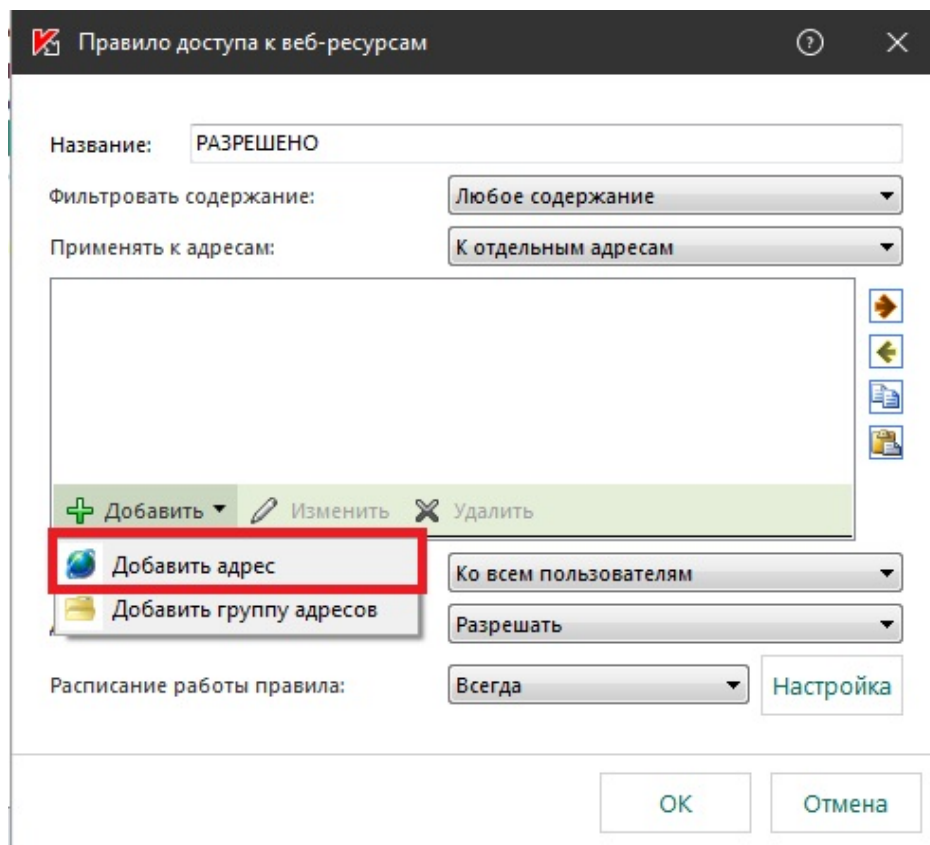 Правило доступа к веб-ресурсам
Название: РАЗРЕШЕНО
Фильтровать содержание: Любое содержание
Применять к адресам: К отдельным адресам
Добавить Изменить Удалить
Добавить адрес
Ко всем пользователям
Добавить группу адресов
Разрешать
Расписание работы правила: Всегда Настройка
ОК Отмена